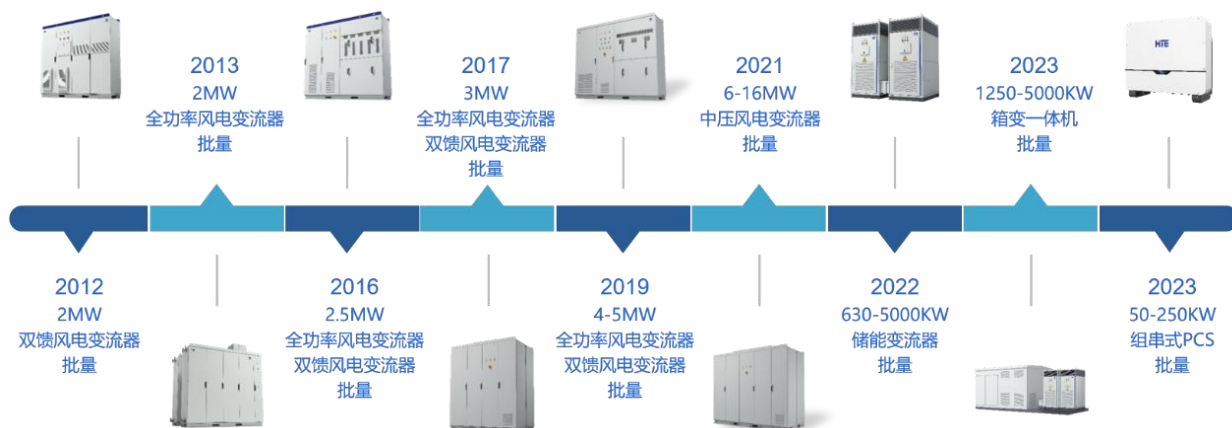 2013
2MW
全功率风电变流器
批量
2017
3MW
全功率风电变流器
双馈风电变流器
批量
2021
6-16MW
中压风电变流器
批量
2023
1250-5000KW
箱变一体机
批量
HTE
2012
2MW
双馈风电变流器
批量
2016
2.5MW
全功率风电变流器
双馈风电变流器
批量
2019
4-5MW
全功率风电变流器
双馈风电变流器
批量
2022
630-5000KW
储能变流器
批量
2023
50-250KW
组串式PCS
批量